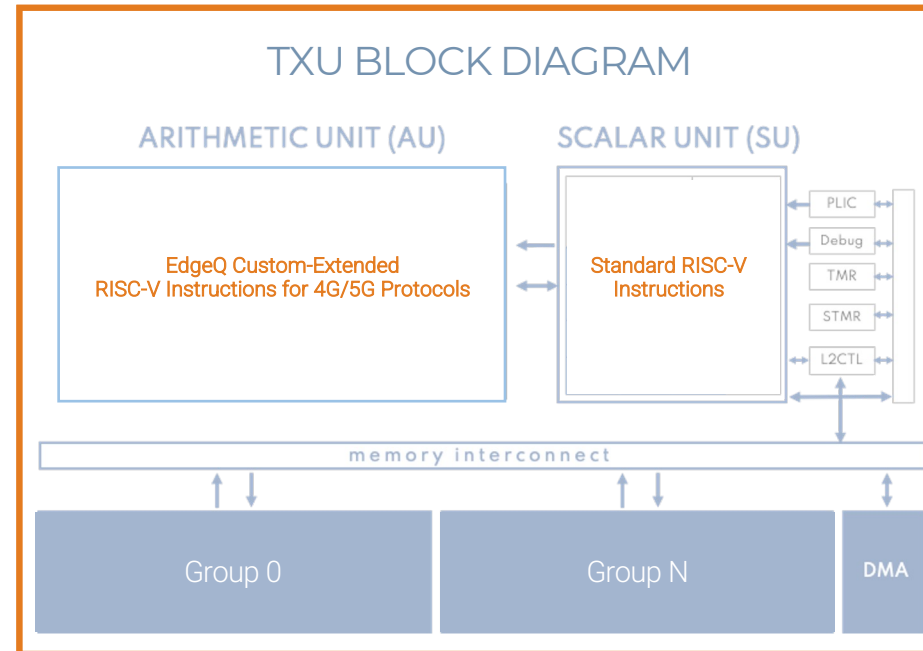 TXU BLOCK DIAGRAM
ARITHMETIC UNIT (AU)
SCALAR UNIT (SU)
EdgeQ Custom-Extended
RISC-V Instructions for 4G/5G Protocols
Standard RISC-V
Instructions
PLIC
Debug
TMR
STMR
L2CTL
memory interconnect
Group 0
Group N
DMA